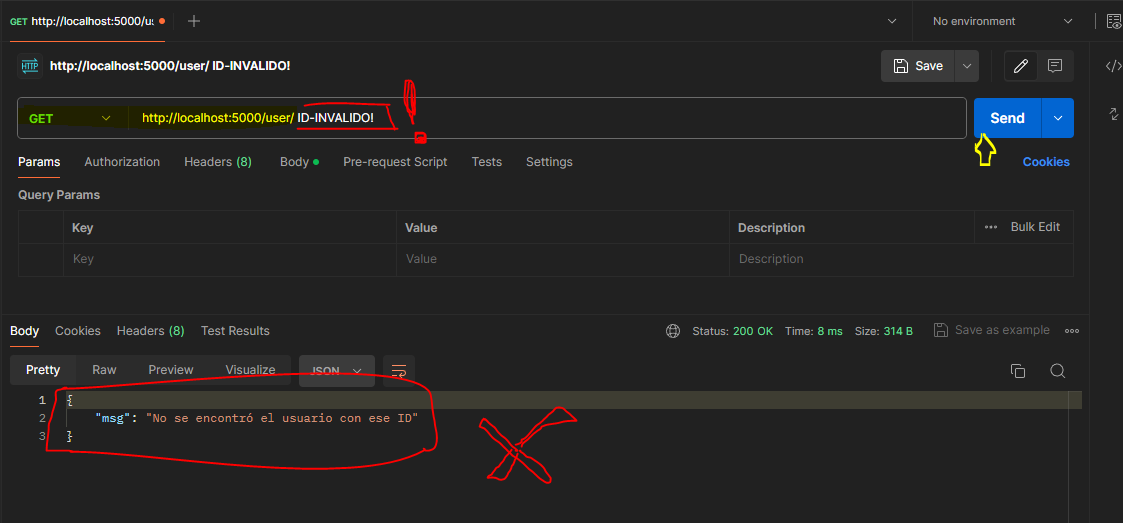 GET http://localhost:5000/us
No environment
HTTP http://localhost:5000/user/ ID-INVALIDO!
Save
GET http://localhost:5000/user/ ID-INVALIDO!
Send
Params Authorization Headers (8) Body Pre-request Script Tests Settings Cookies
Query Params
Key Value Description ••• Bulk Edit
Key Value Description
Body Cookies Headers (8) Test Results Status: 200 OK Time: 8 ms Size: 314 B Save as example
Pretty Raw Preview Visualize JSON
1 {
2 "msg": "No se encontró el usuario con ese ID"
3 }